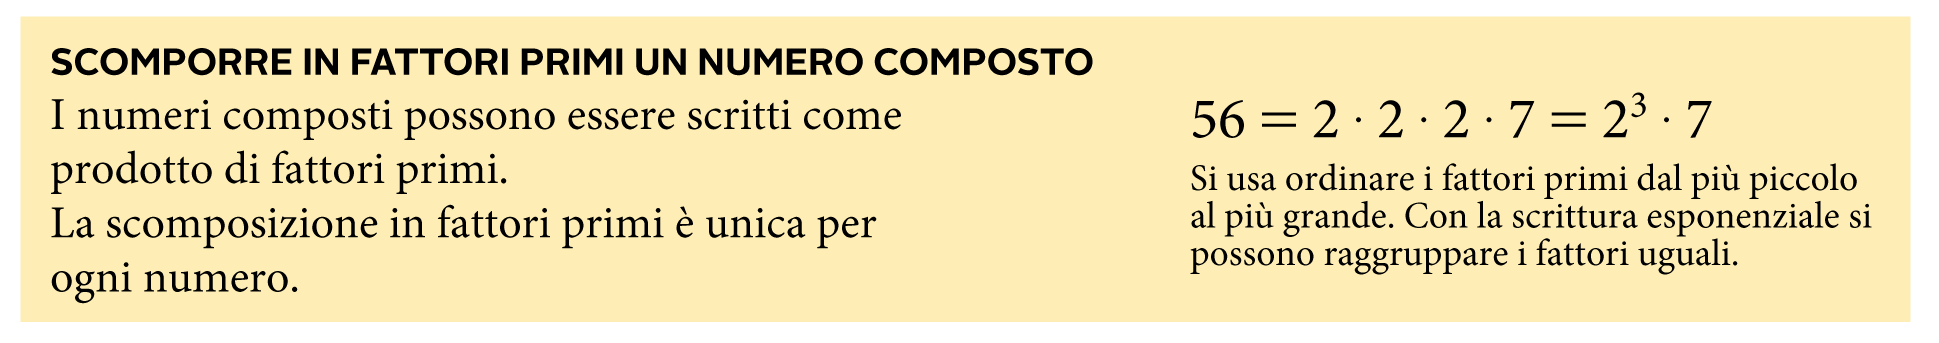 SCOMPORRE IN FATTORI PRIMI UN NUMERO COMPOSTO
I numeri composti possono essere scritti come
prodotto di fattori primi.
La scomposizione in fattori primi è unica per
ogni numero.
56 = 2 · 2 · 2 · 7 = 2³ · 7
Si usa ordinare i fattori primi dal più piccolo
al più grande. Con la scrittura esponenziale si
possono raggruppare i fattori uguali.